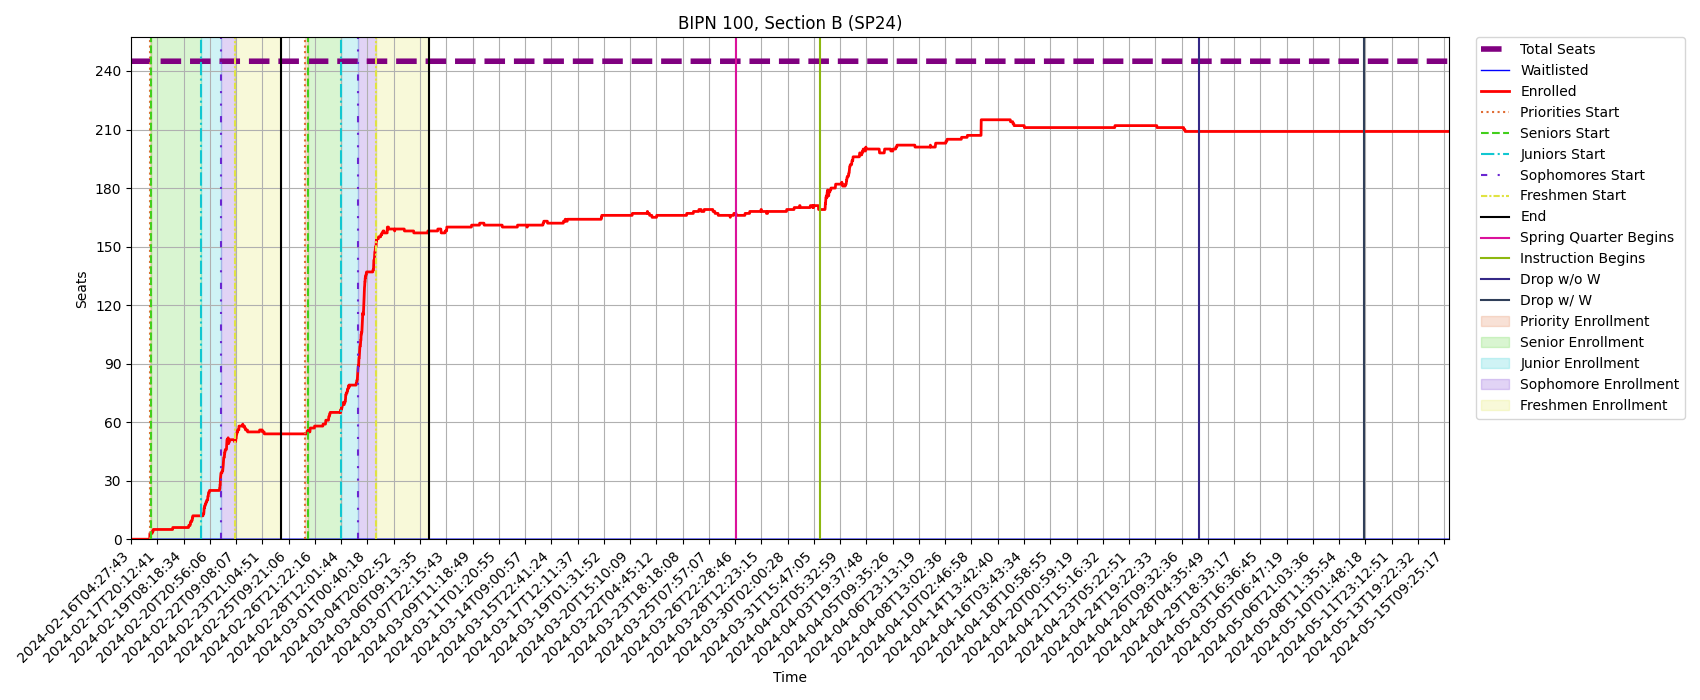 BIPN 100, Section B (SP24)
Seats
240
210
180
150
120
90
60
30
0
2024-02-16T04:27:43
2024-02-17T20:12:41
2024-02-19T08:18:34
2024-02-20T20:56:06
2024-02-22T09:08:07
2024-02-23T21:04:51
2024-02-25T09:21:06
2024-02-26T21:22:16
2024-02-28T12:01:44
2024-03-01T00:40:18
2024-03-04T20:02:52
2024-03-06T09:13:35
2024-03-07T22:15:43
2024-03-09T11:18:49
2024-03-11T01:20:55
2024-03-14T09:00:57
2024-03-15T22:41:24
2024-03-17T12:11:37
2024-03-19T01:31:52
2024-03-20T15:10:09
2024-03-22T04:45:12
2024-03-23T18:18:08
2024-03-25T07:57:07
2024-03-26T22:28:46
2024-03-28T12:23:15
2024-03-30T02:00:28
2024-03-31T15:47:05
2024-04-02T05:32:59
2024-04-03T19:37:48
2024-04-05T09:35:26
2024-04-06T23:13:19
2024-04-08T13:02:36
2024-04-10T02:46:58
2024-04-14T13:42:40
2024-04-16T03:43:34
2024-04-18T10:58:55
2024-04-20T00:59:19
2024-04-21T15:16:32
2024-04-23T05:22:51
2024-04-24T19:22:33
2024-04-26T09:32:36
2024-04-28T04:35:49
2024-04-29T18:33:17
2024-05-03T16:36:45
2024-05-05T06:47:19
2024-05-06T21:03:36
2024-05-08T11:35:54
2024-05-10T01:48:18
2024-05-11T23:12:51
2024-05-13T19:22:32
2024-05-15T09:25:17
Time
Total Seats
Waitlisted
Enrolled
Priorities Start
Seniors Start
Juniors Start
Sophomores Start
Freshmen Start
End
Spring Quarter Begins
Instruction Begins
Drop w/o W
Drop w/ W
Priority Enrollment
Senior Enrollment
Junior Enrollment
Sophomore Enrollment
Freshmen Enrollment